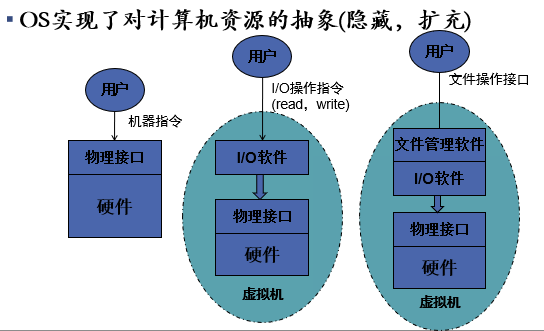 OS实现了对计算机资源的抽象(隐藏，扩充)
用户
机器指令
物理接口
硬件
用户
I/O操作指令
(read，write)
I/O软件
物理接口
硬件
虚拟机
用户
文件操作接口
文件管理软件
I/O软件
物理接口
硬件
虚拟机